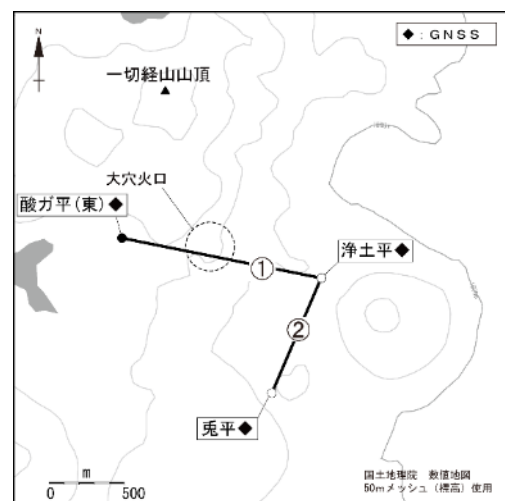 ◆:GNSS
N
一切経山山頂
大穴火口
酸ガ平(東)◆
浄土平◆
①
②
兎平◆
m
0 500
国土地理院 数値地図
50mメッシュ(標高)使用